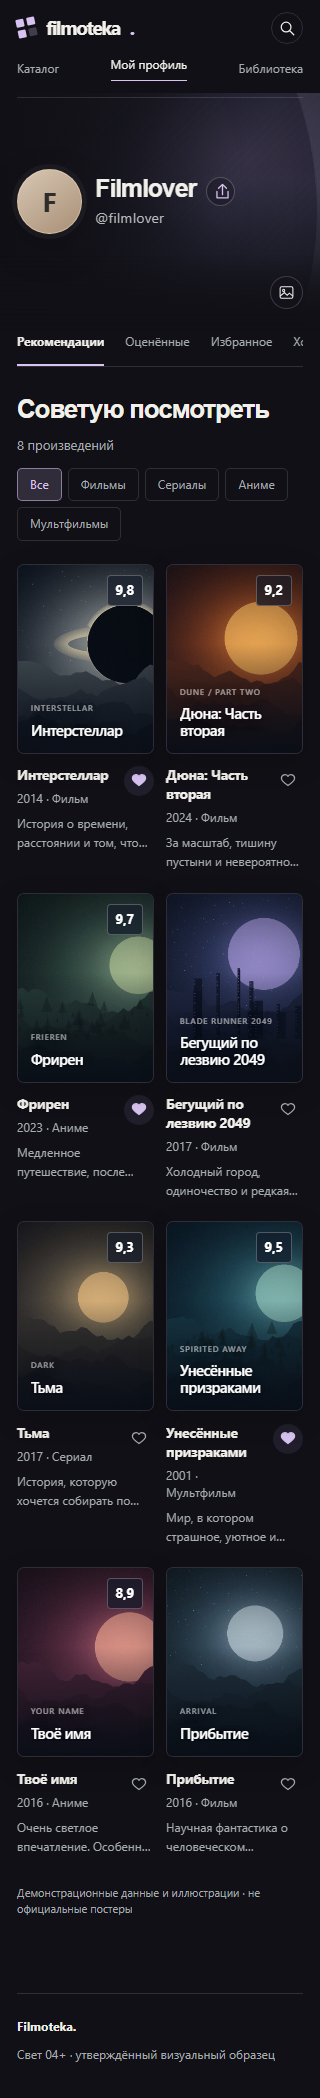 filmoteka.
Каталог
Мой профиль
Библиотека
F
Filmlover
@filmlover
Рекомендации
Оценённые
Избранное
Советую посмотреть
8 произведений
Все
Фильмы
Сериалы
Аниме
Мультфильмы
9,8
INTERSTELLAR
Интерстеллар
Интерстеллар
2014 · Фильм
История о времени,
расстоянии и том, что...
9,2
DUNE / PART TWO
Дюна: Часть
вторая
Дюна: Часть
вторая
2024 · Фильм
За масштаб, тишину
пустыни и невероятно...
9,7
FRIEREN
Фрирен
Фрирен
2023 · Аниме
Медленное
путешествие, после...
BLADE RUNNER 2049
Бегущий по
лезвию 2049
Бегущий по
лезвию 2049
2017 · Фильм
Холодный город,
одиночество и редкая...
9,3
DARK
Тьма
Тьма
2017 · Сериал
История, которую
хочется собирать по...
9,5
SPIRITED AWAY
Унесённые
призраками
Унесённые
призраками
2001 ·
Мультфильм
Мир, в котором
страшное, уютное и...
8,9
YOUR NAME
Твоё имя
Твоё имя
2016 · Аниме
Очень светлое
впечатление. Особенн...
ARRIVAL
Прибытие
Прибытие
2016 · Фильм
Научная фантастика о
человеческом...
Демонстрационные данные и иллюстрации · не
официальные постеры
Filmoteka.
Свет 04+ · утверждённый визуальный образец